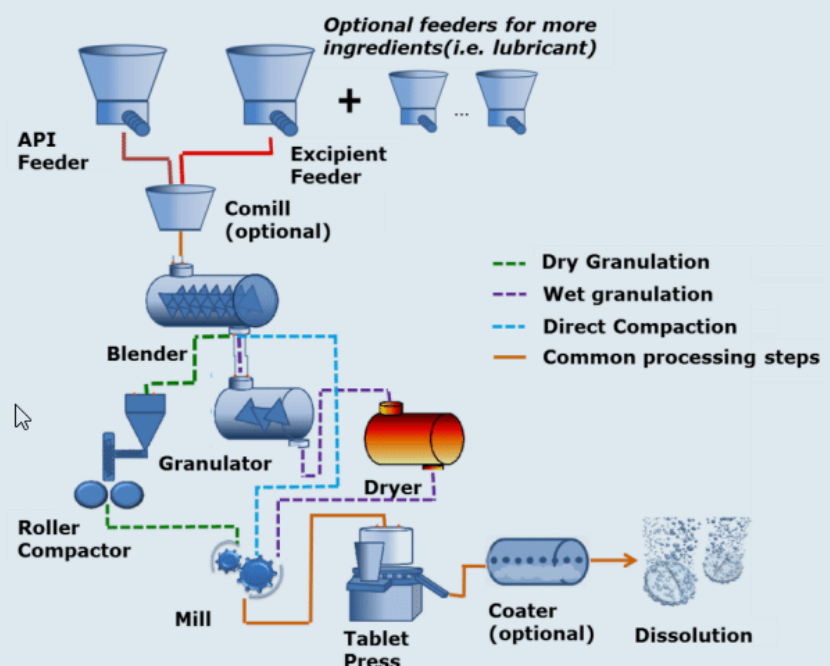 Optional feeders for more
ingredients(i.e. lubricant)
+
...
API
Feeder
Excipient
Feeder
Comill
(optional)
Dry Granulation
Wet granulation
Direct Compaction
Common processing steps
Blender
Granulator
Dryer
Roller
Compactor
Mill
Tablet
Press
Coater
(optional)
Dissolution